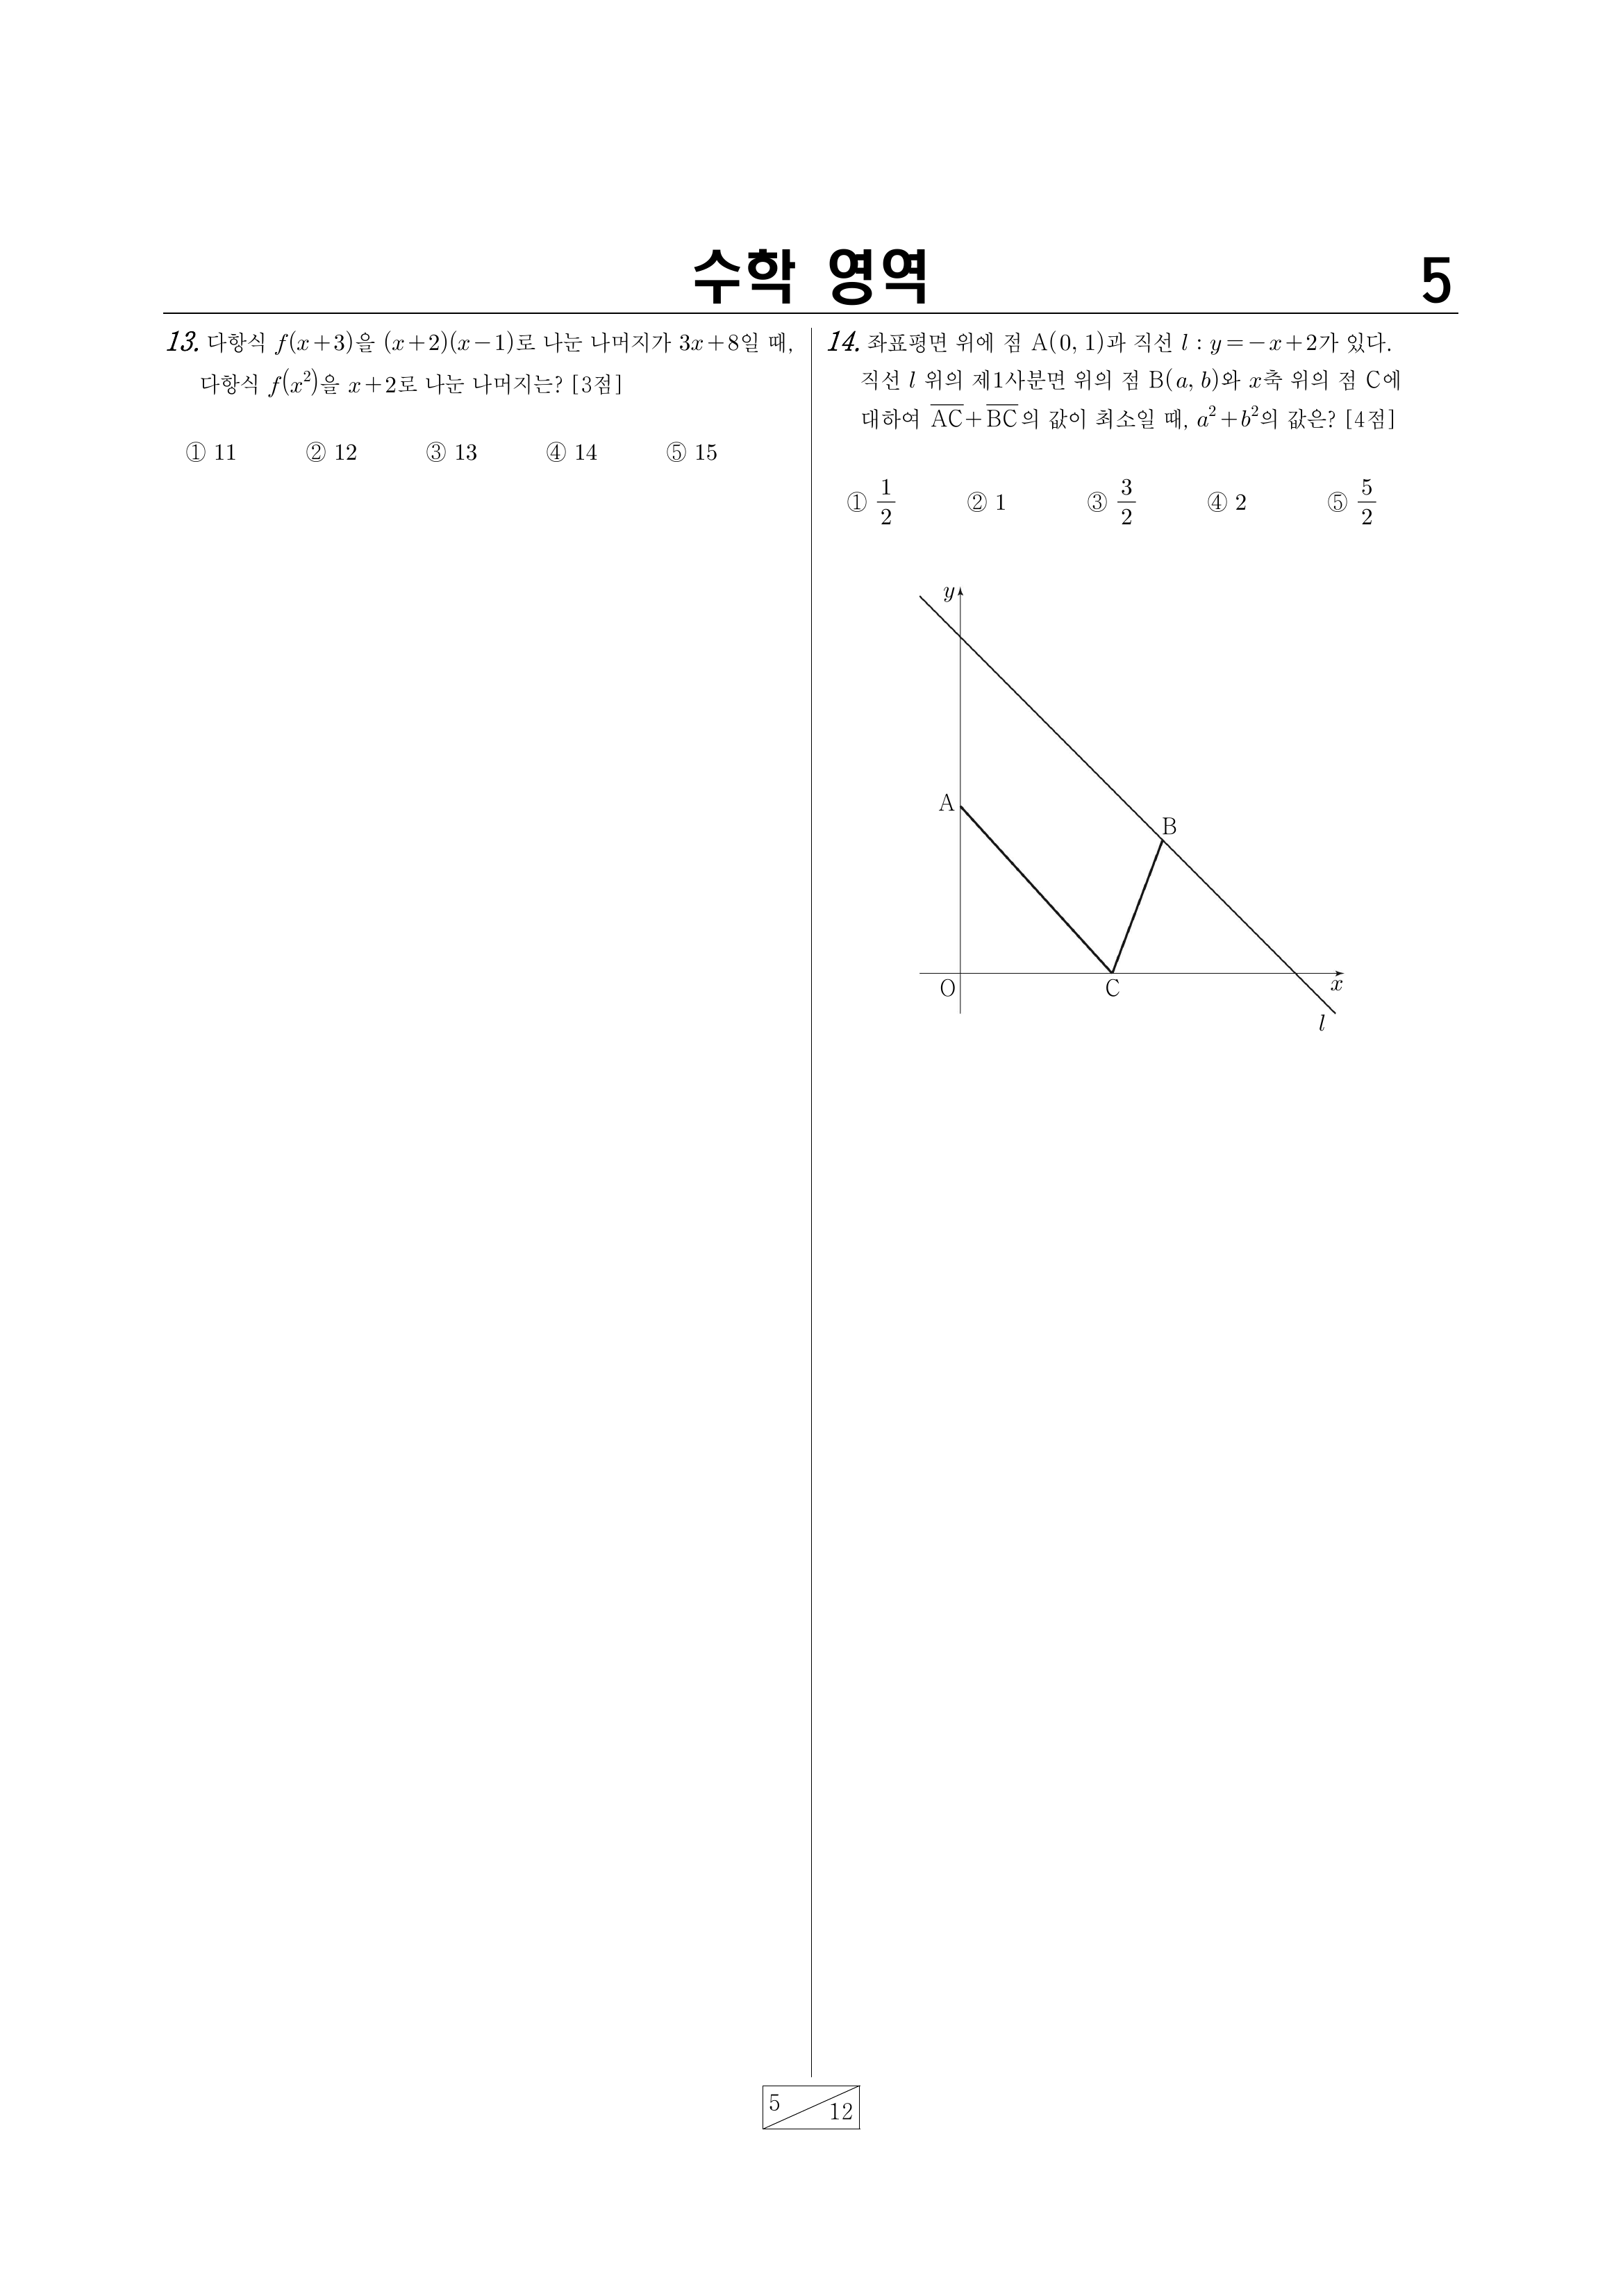 수학 영역
5
13. 다항식 f(x+3)을 (x+2)(x-1)로 나눈 나머지가 3x+8일 때,
다항식 f(x²)을 x+2로 나눈 나머지는? [3점]
① 11 ② 12 ③ 13 ④ 14 ⑤ 15
14. 좌표평면 위에 점 A(0, 1)과 직선 l : y=-x+2가 있다.
직선 l 위의 제1사분면 위의 점 B(a, b)와 x축 위의 점 C에
대하여 \overline{AC}+\overline{BC}의 값이 최소일 때, a²+b²의 값은? [4점]
① 1/2 ② 1 ③ 3/2 ④ 2 ⑤ 5/2
y
A
B
O
C
x
l
5
12